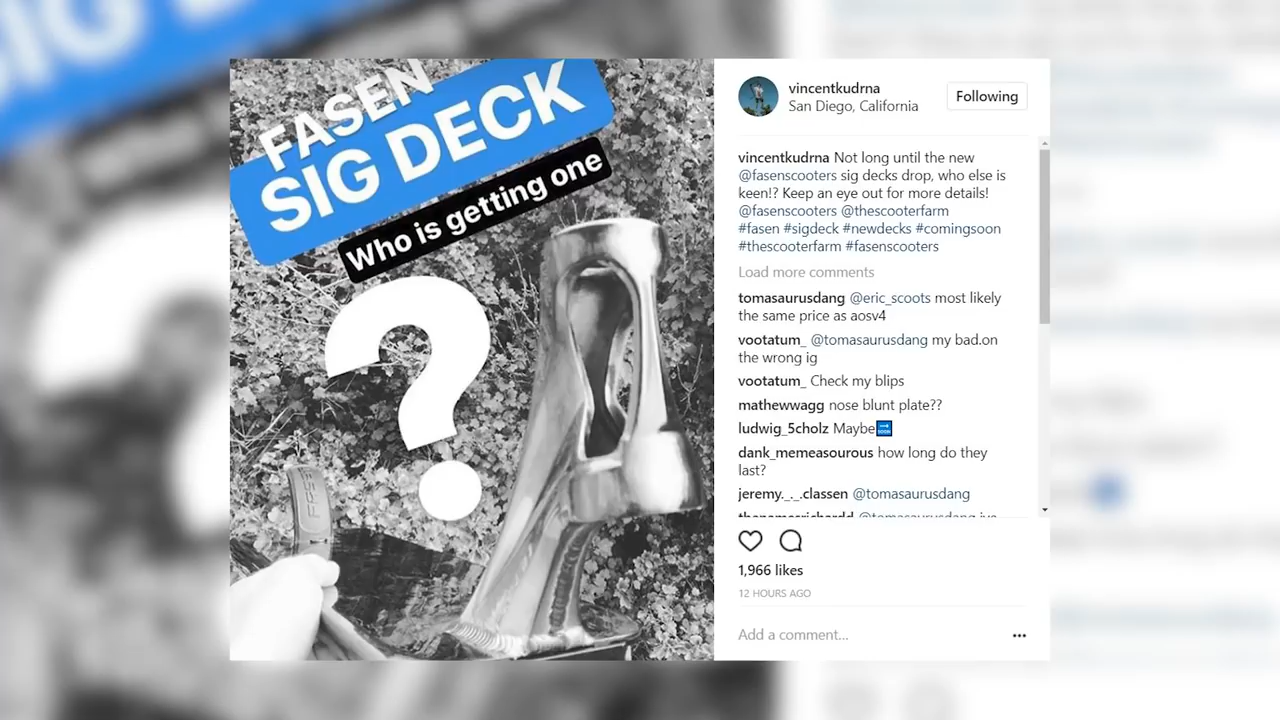 FASEN
SIG DECK
Who is getting one
?
vincentkudrna
San Diego, California
Following
vincentkudrna Not long until the new
@fasenscooters sig decks drop, who else is
keen!? Keep an eye out for more details!
@fasenscooters @thescooterfarm
#fasen #sigdeck #newdecks #comingsoon
#thescooterfarm #fasenscooters
Load more comments
tomasaurusdang @eric_scoots most likely
the same price as aosv4
vootatum_ @tomasaurusdang my bad.on
the wrong ig
vootatum_ Check my blips
mathewwagg nose blunt plate??
ludwig_5cholz Maybe
SOON
dank_memeasourous how long do they
last?
jeremy._._.classen @tomasaurusdang
1,966 likes
12 HOURS AGO
Add a comment...